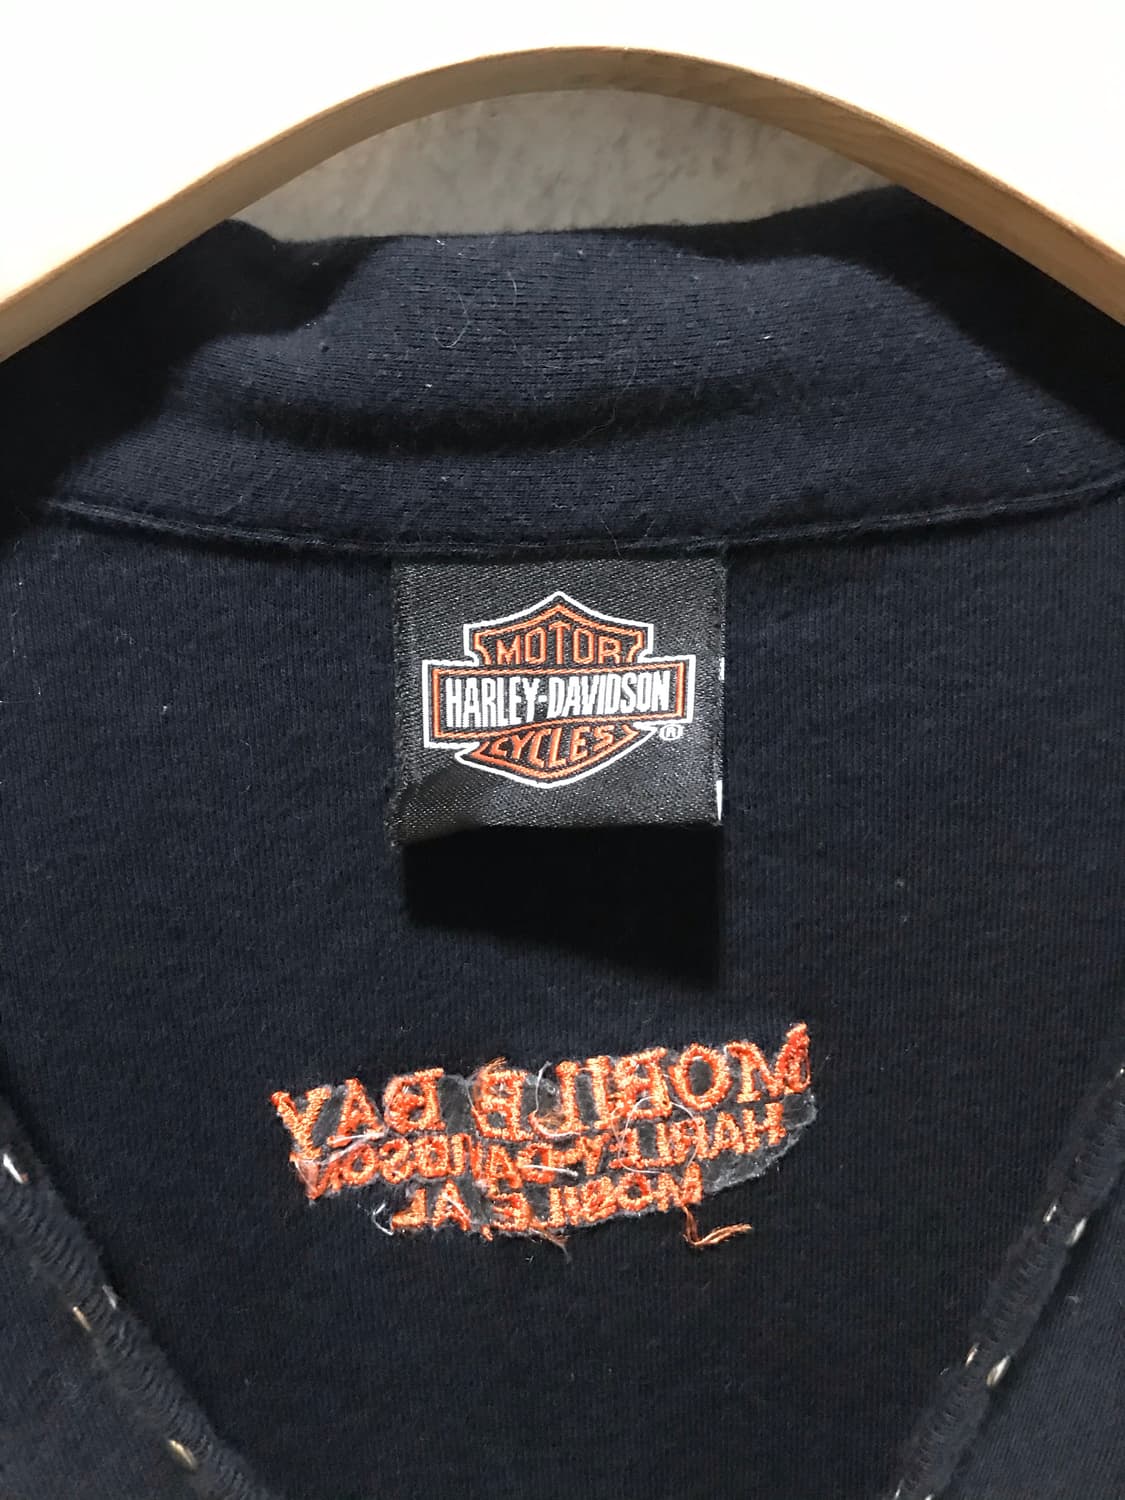 MOTOR
HARLEY-DAVIDSON
CYCLES
®
MOBILE BAY
HARLEY-DAVIDSON
MOBILE AL